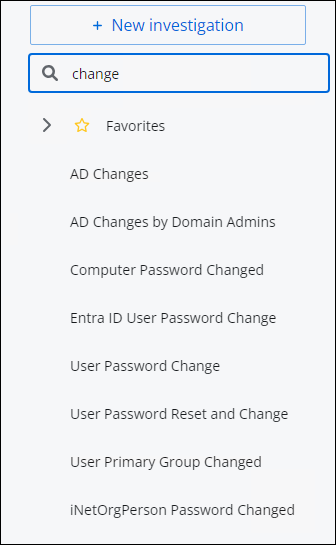 + New investigation
change
Favorites
AD Changes
AD Changes by Domain Admins
Computer Password Changed
Entra ID User Password Change
User Password Change
User Password Reset and Change
User Primary Group Changed
iNetOrgPerson Password Changed